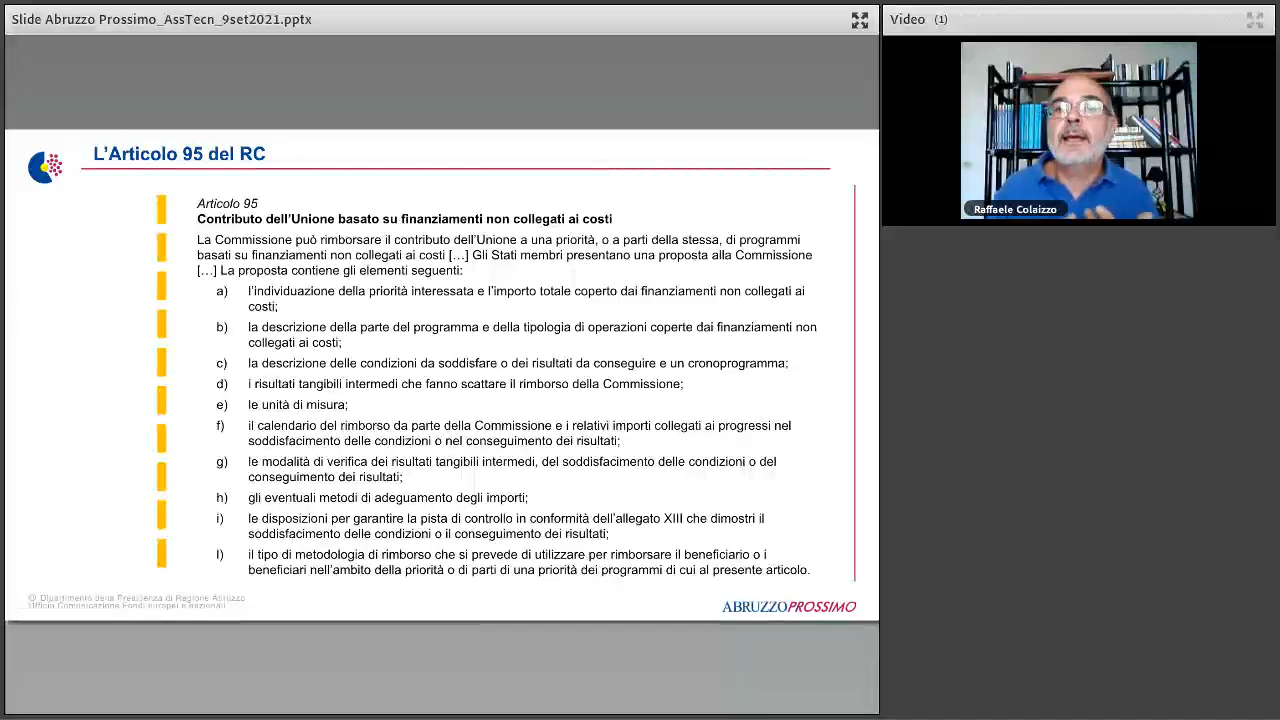 Slide Abruzzo Prossimo_AssTecn_9set2021.pptx
Video (1)
Raffaele Colaizzo
L'Articolo 95 del RC
Articolo 95
Contributo dell'Unione basato su finanziamenti non collegati ai costi
La Commissione può rimborsare il contributo dell'Unione a una priorità, o a parti della stessa, di programmi
basati su finanziamenti non collegati ai costi […] Gli Stati membri presentano una proposta alla Commissione
[…] La proposta contiene gli elementi seguenti:
a) l'individuazione della priorità interessata e l'importo totale coperto dai finanziamenti non collegati ai
costi;
b) la descrizione della parte del programma e della tipologia di operazioni coperte dai finanziamenti non
collegati ai costi;
c) la descrizione delle condizioni da soddisfare o dei risultati da conseguire e un cronoprogramma;
d) i risultati tangibili intermedi che fanno scattare il rimborso della Commissione;
e) le unità di misura;
f) il calendario del rimborso da parte della Commissione e i relativi importi collegati ai progressi nel
soddisfacimento delle condizioni o nel conseguimento dei risultati;
g) le modalità di verifica dei risultati tangibili intermedi, del soddisfacimento delle condizioni o del
conseguimento dei risultati;
h) gli eventuali metodi di adeguamento degli importi;
i) le disposizioni per garantire la pista di controllo in conformità dell'allegato XIII che dimostri il
soddisfacimento delle condizioni o il conseguimento dei risultati;
l) il tipo di metodologia di rimborso che si prevede di utilizzare per rimborsare il beneficiario o i
beneficiari nell'ambito della priorità o di parti di una priorità dei programmi di cui al presente articolo.
© Dipartimento della Presidenza di Regione Abruzzo
Ufficio Comunicazione Fondi europei e nazionali
ABRUZZOPROSSIMO